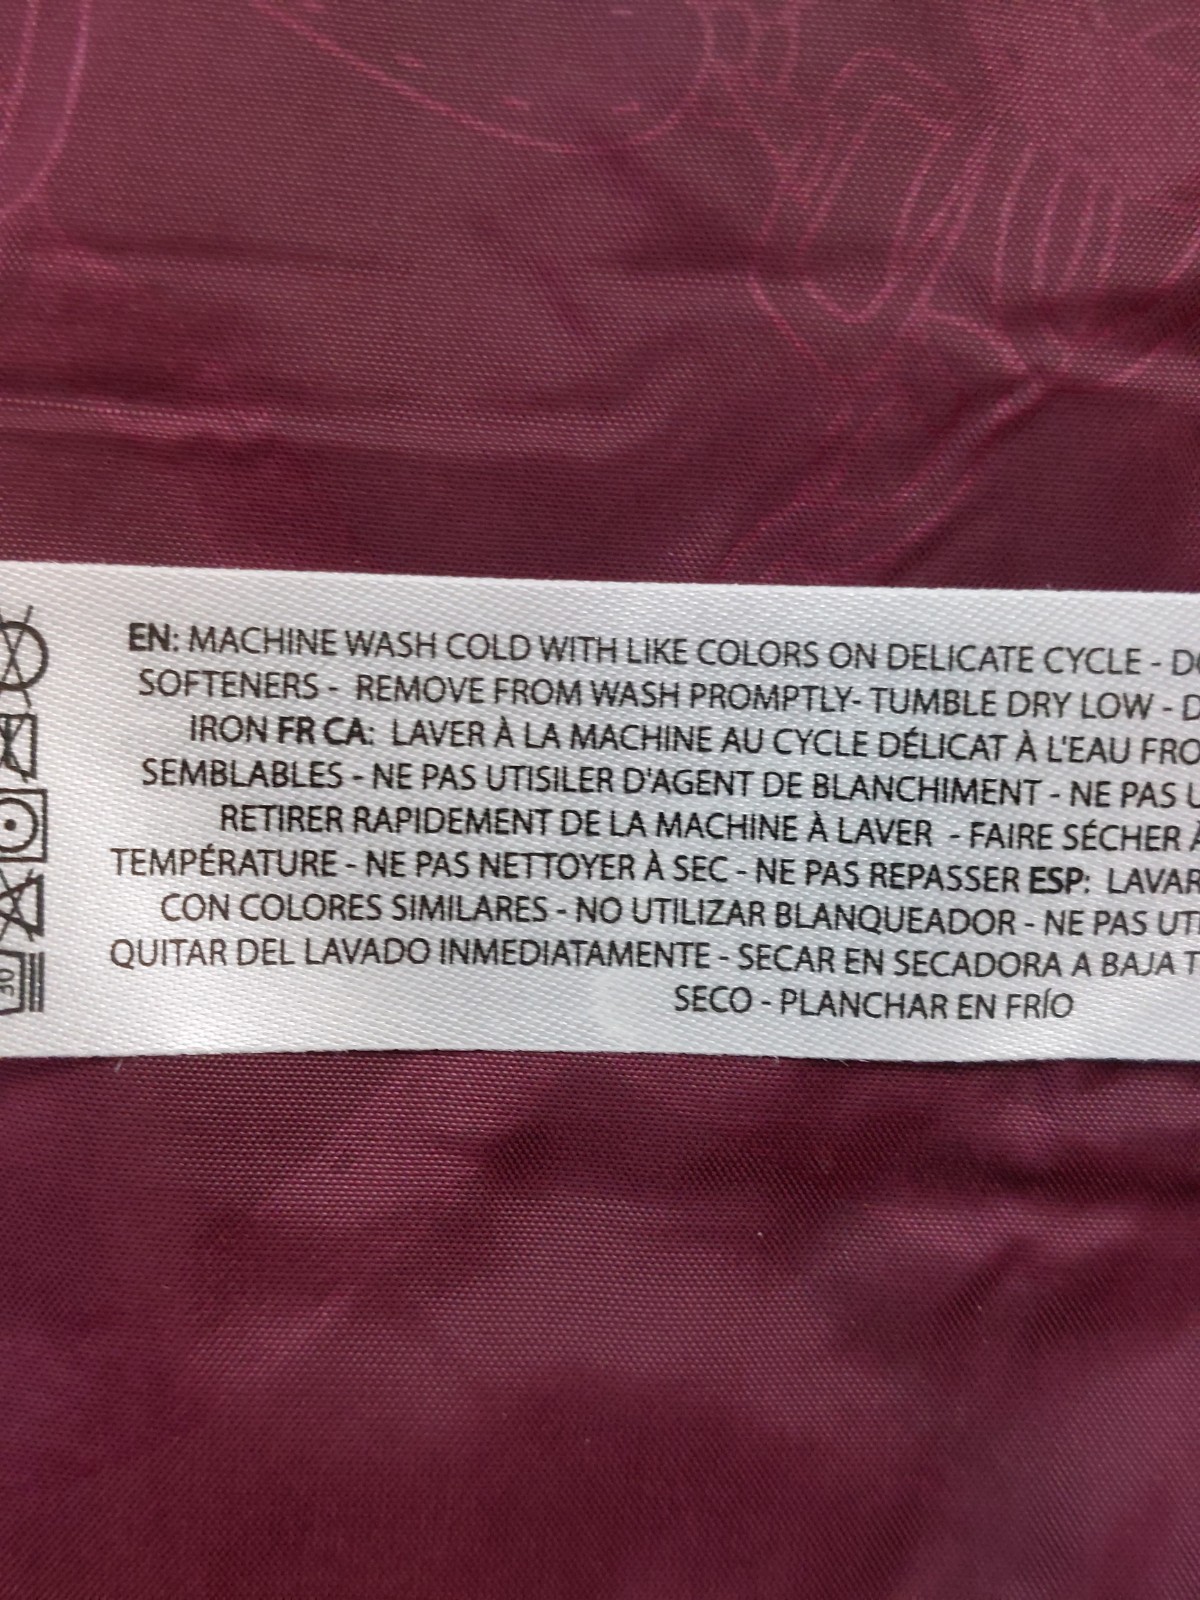 EN: MACHINE WASH COLD WITH LIKE COLORS ON DELICATE CYCLE -
SOFTENERS - REMOVE FROM WASH PROMPTLY- TUMBLE DRY LOW -
IRON FR CA: LAVER À LA MACHINE AU CYCLE DÉLICAT À L'EAU
SEMBLABLES - NE PAS UTISILER D'AGENT DE BLANCHIMENT - NE PAS
RETIRER RAPIDEMENT DE LA MACHINE À LAVER - FAIRE SÉCHER
TEMPÉRATURE - NE PAS NETTOYER À SEC - NE PAS REPASSER ESP: LAVAR
CON COLORES SIMILARES - NO UTILIZAR BLANQUEADOR - NE PAS
QUITAR DEL LAVADO INMEDIATAMENTE - SECAR EN SECADORA A BAJA
SECO - PLANCHAR EN FRÍO
30